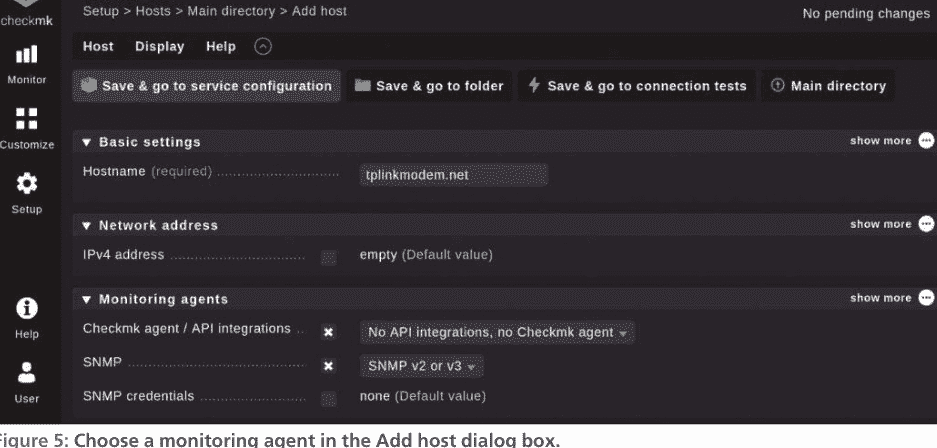 checkmk
Setup > Hosts > Main directory > Add host
No pending changes
Host Display Help
Save & go to service configuration Save & go to folder Save & go to connection tests Main directory
Monitor
Customize
Setup
Help
User
Basic settings show more
Hostname (required) tplinkmodem.net
Network address show more
IPv4 address empty (Default value)
Monitoring agents show more
Checkmk agent / API integrations No API integrations, no Checkmk agent
SNMP SNMP v2 or v3
SNMP credentials none (Default value)
Figure 5: Choose a monitoring agent in the Add host dialog box.